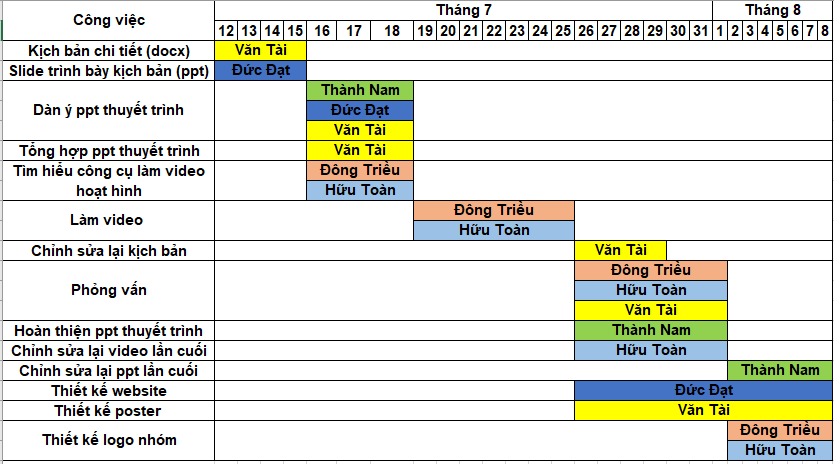 Công việc
Tháng 7
Tháng 8
12 13 14 15 16 17 18 19 20 21 22 23 24 25 26 27 28 29 30 31 1 2 3 4 5 6 7 8
Kịch bản chi tiết (docx)
Văn Tài
Slide trình bày kịch bản (ppt)
Đức Đạt
Dàn ý ppt thuyết trình
Thành Nam
Đức Đạt
Văn Tài
Tổng hợp ppt thuyết trình
Văn Tài
Tìm hiểu công cụ làm video
hoạt hình
Đông Triều
Hữu Toàn
Làm video
Đông Triều
Hữu Toàn
Chỉnh sửa lại kịch bản
Văn Tài
Phỏng vấn
Đông Triều
Hữu Toàn
Văn Tài
Hoàn thiện ppt thuyết trình
Thành Nam
Chỉnh sửa lại video lần cuối
Hữu Toàn
Chỉnh sửa lại ppt lần cuối
Thành Nam
Thiết kế website
Đức Đạt
Thiết kế poster
Văn Tài
Thiết kế logo nhóm
Đông Triều
Hữu Toàn